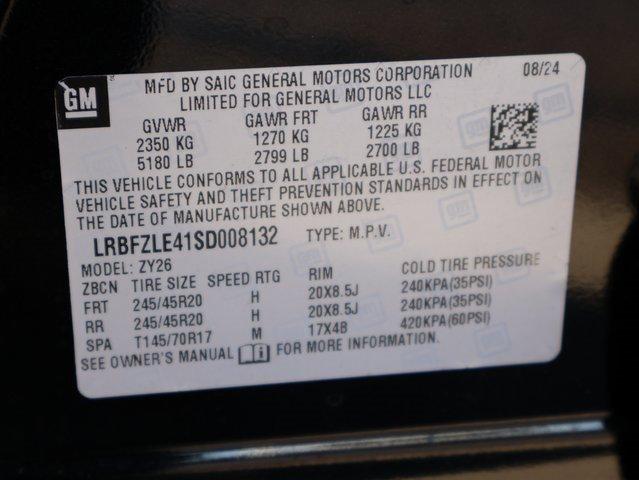 GM
MFD BY SAIC GENERAL MOTORS CORPORATION 08/24
LIMITED FOR GENERAL MOTORS LLC
GVWR GAWR FRT GAWR RR
2350 KG 1270 KG 1225 KG
5180 LB 2799 LB 2700 LB
THIS VEHICLE CONFORMS TO ALL APPLICABLE U.S. FEDERAL MOTOR
VEHICLE SAFETY AND THEFT PREVENTION STANDARDS IN EFFECT ON
THE DATE OF MANUFACTURE SHOWN ABOVE.
LRBFZLE41SD008132 TYPE: M.P.V.
MODEL: ZY26
ZBCN TIRE SIZE SPEED RTG RIM COLD TIRE PRESSURE
FRT 245/45R20 H 20X8.5J 240KPA(35PSI)
RR 245/45R20 H 20X8.5J 240KPA(35PSI)
SPA T145/70R17 M 17X4B 420KPA(60PSI)
SEE OWNER'S MANUAL FOR MORE INFORMATION.